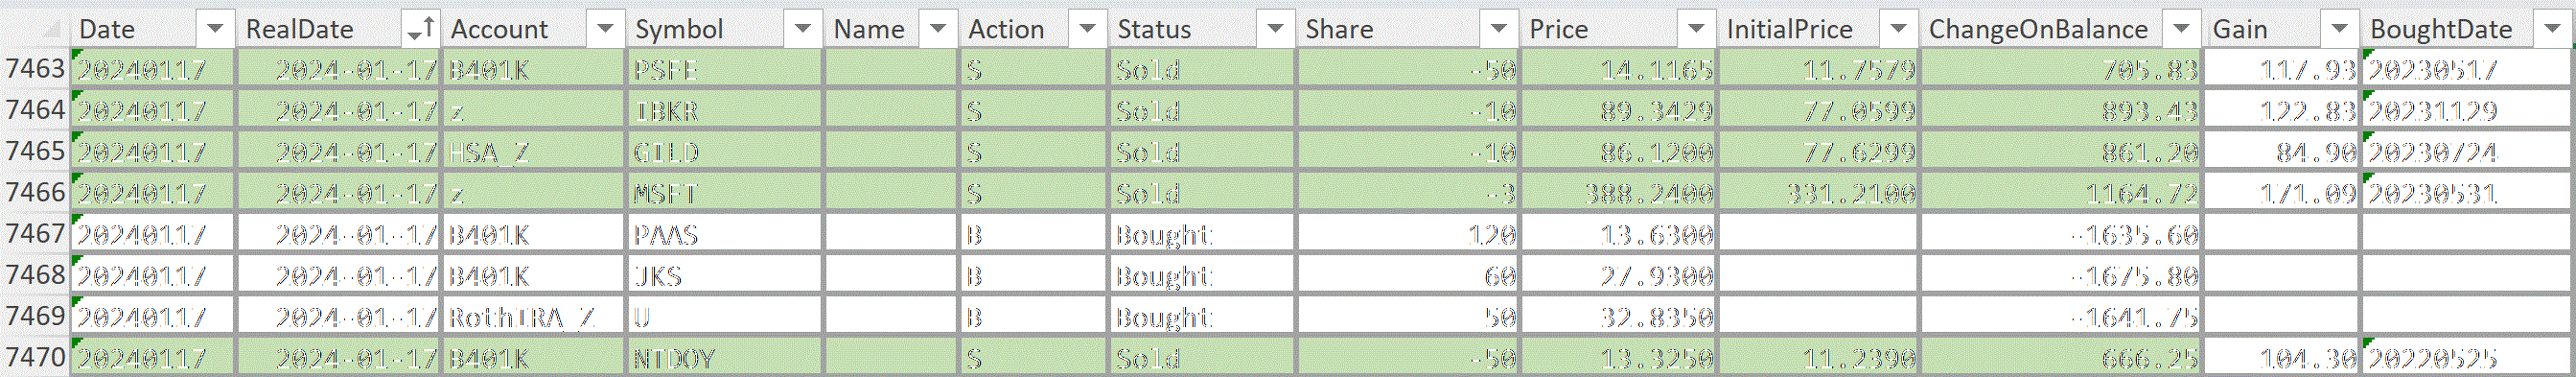 Date RealDate Account Symbol Name Action Status Share Price InitialPrice ChangeOnBalance Gain BoughtDate
7463 20240117 2024-01-17 B401K PSFE S Sold -50 14.1165 11.7579 705.83 117.93 20230517
7464 20240117 2024-01-17 z IBKR S Sold -10 89.3429 77.0599 893.43 122.83 20231129
7465 20240117 2024-01-17 HSA_Z GILD S Sold -10 86.1200 77.6299 861.20 84.90 20230724
7466 20240117 2024-01-17 z MSFT S Sold -3 388.2400 331.2100 1164.72 171.09 20230531
7467 20240117 2024-01-17 B401K PAAS B Bought 120 13.6300 -1635.60
7468 20240117 2024-01-17 B401K JKS B Bought 60 27.9300 -1675.80
7469 20240117 2024-01-17 RothIRA_Z U B Bought 50 32.8350 -1641.75
7470 20240117 2024-01-17 B401K NTDOY S Sold -50 13.3250 11.2390 666.25 104.30 20220525